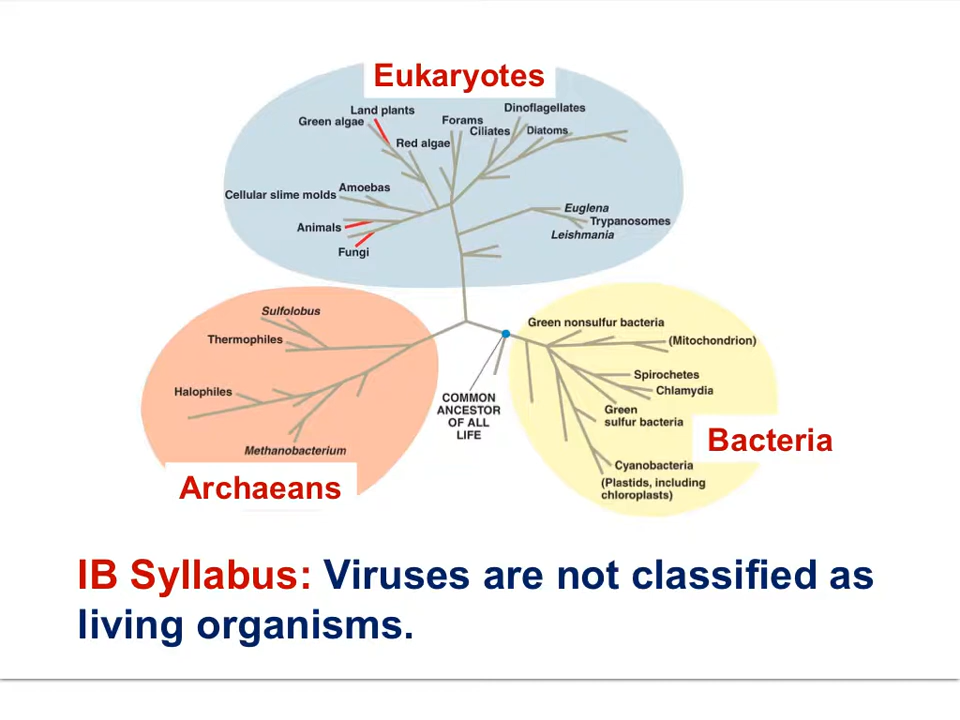 Eukaryotes
Land plants
Green algae
Red algae
Forams
Ciliates
Dinoflagellates
Diatoms
Cellular slime molds
Amoebas
Animals
Fungi
Euglena
Trypanosomes
Leishmania
Sulfolobus
Thermophiles
Halophiles
Methanobacterium
Archaeans
COMMON
ANCESTOR
OF ALL
LIFE
Green nonsulfur bacteria
(Mitochondrion)
Spirochetes
Chlamydia
Green
sulfur bacteria
Bacteria
Cyanobacteria
(Plastids, including
chloroplasts)
IB Syllabus: Viruses are not classified as
living organisms.